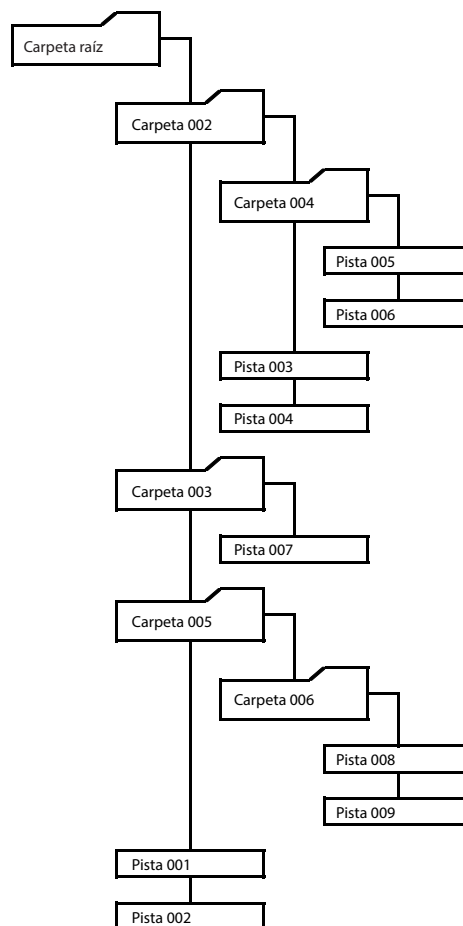 Carpeta raíz
Carpeta 002
Carpeta 004
Pista 005
Pista 006
Pista 003
Pista 004
Carpeta 003
Pista 007
Carpeta 005
Carpeta 006
Pista 008
Pista 009
Pista 001
Pista 002